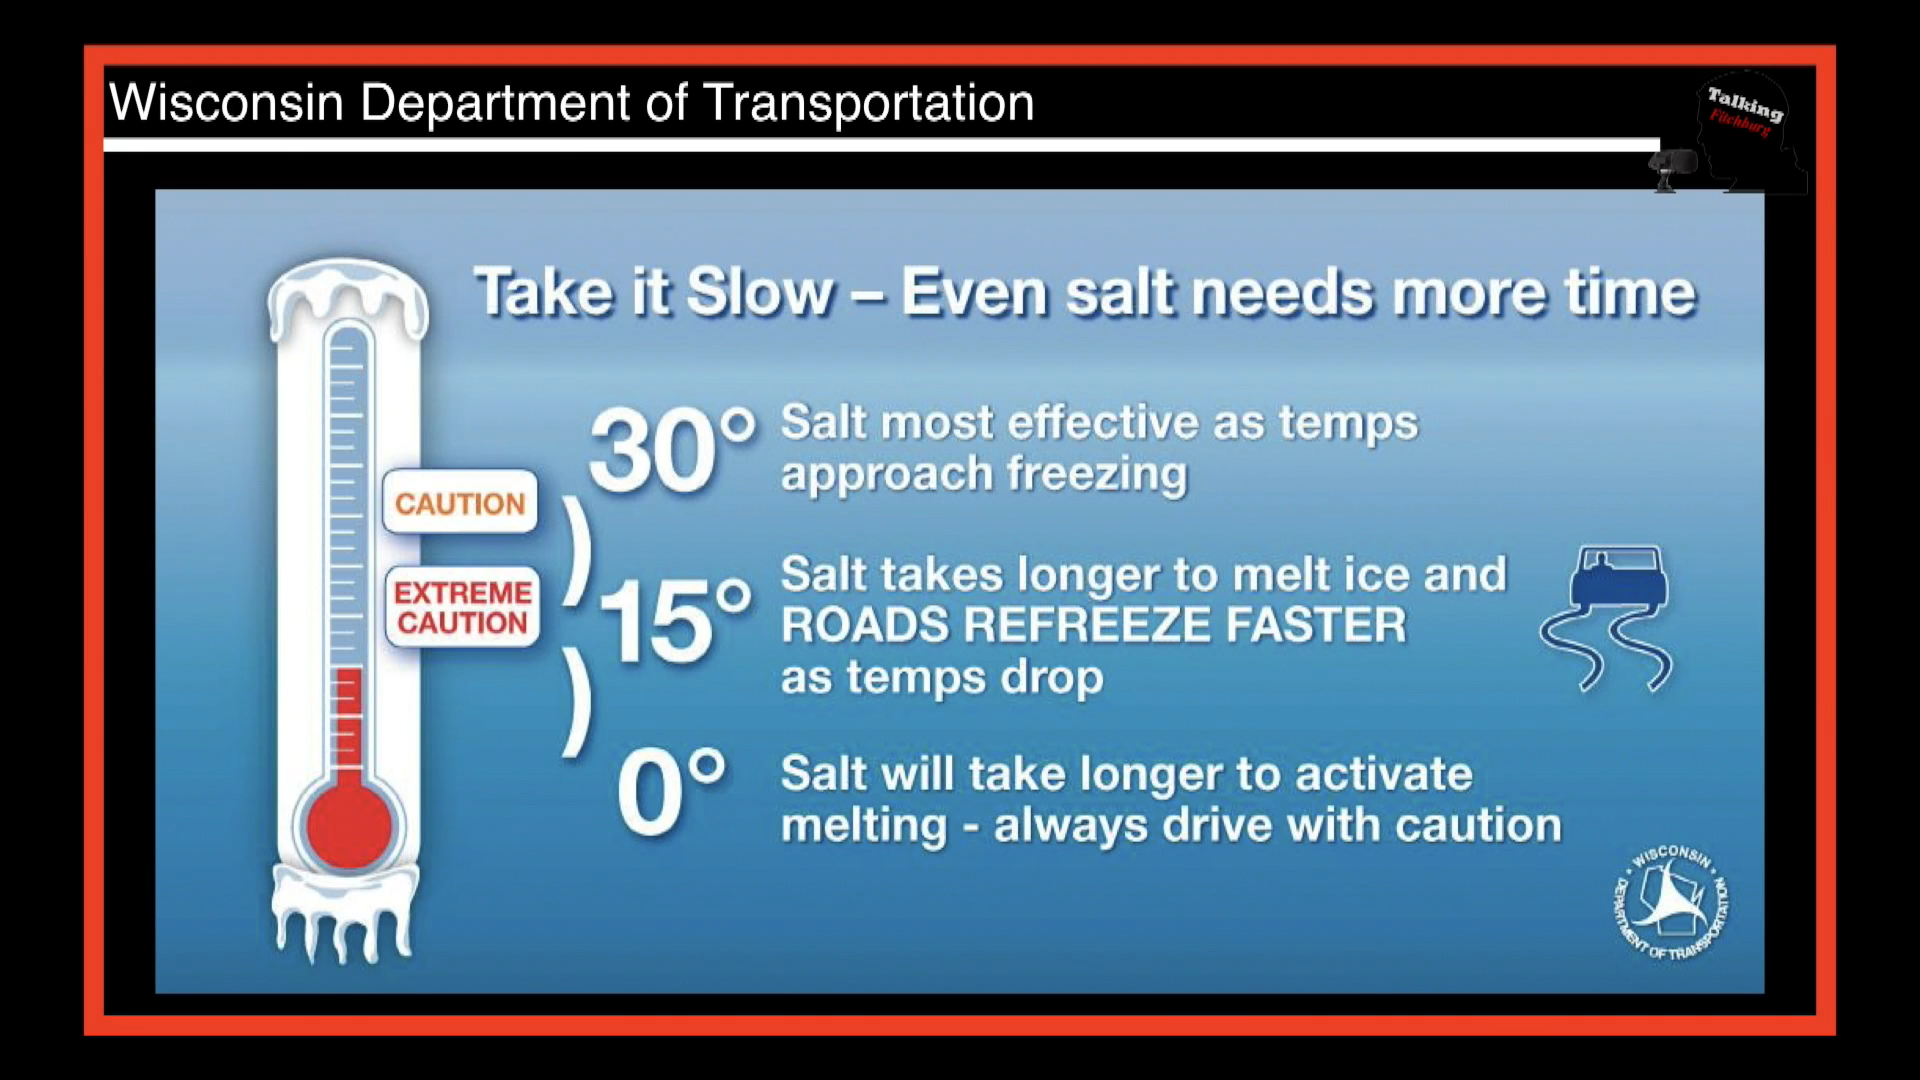 Wisconsin Department of Transportation
Talking
Fitchburg
Take it Slow – Even salt needs more time
30° Salt most effective as temps
approach freezing
CAUTION
EXTREME
CAUTION
15° Salt takes longer to melt ice and
ROADS REFREEZE FASTER
as temps drop
0° Salt will take longer to activate
melting - always drive with caution
WISCONSIN
DEPARTMENT OF TRANSPORTATION